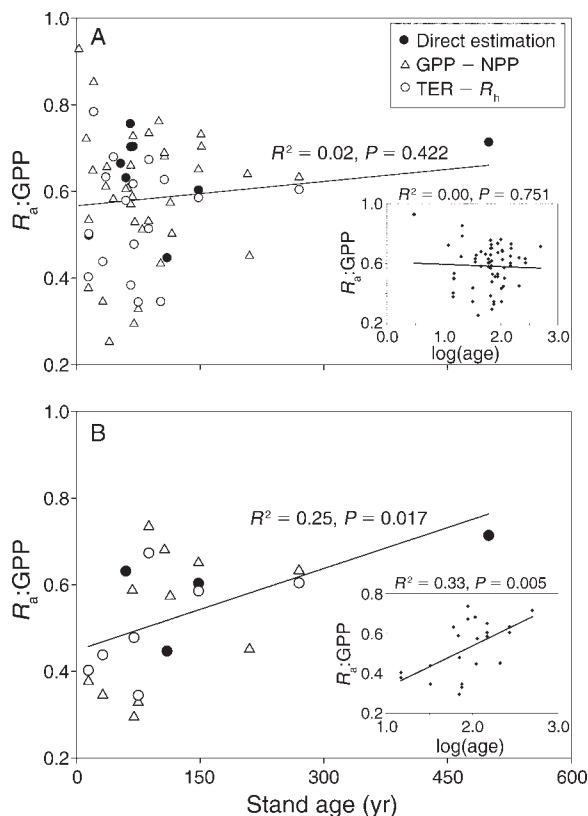 A
● Direct estimation
△ GPP – NPP
○ TER – Rh
R² = 0.02, P = 0.422
1.0
0.8
0.6
0.4
0.2
Ra:GPP
R² = 0.00, P = 0.751
1.0
0.6
0.2
Ra:GPP
0.0 1.0 2.0 3.0
log(age)
B
R² = 0.25, P = 0.017
1.0
0.8
0.6
0.4
0.2
Ra:GPP
R² = 0.33, P = 0.005
0.8
0.6
0.4
0.2
Ra:GPP
1.0 2.0 3.0
log(age)
0 150 300 450 600
Stand age (yr)